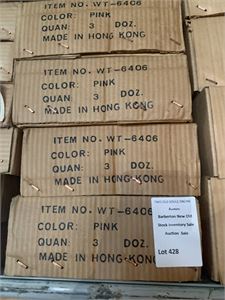 ITEM NO. WT-6406
COLOR: PINK
QUAN: 3 DOZ.
MADE IN HONG KONG
ITEM NO. WT-6406
COLOR: PINK
QUAN: 3 DOZ.
MADE IN HONG KONG
ITEM NO. WT-6406
COLOR: PINK
QUAN: 3 DOZ.
MADE IN HONG KONG
ITEM NO. WT-6406
COLOR: PINK
QUAN: 3 DOZ.
MADE IN HONG KONG
Barberton New Old
Stock Inventory Sale
Auction Sale
Lot 428